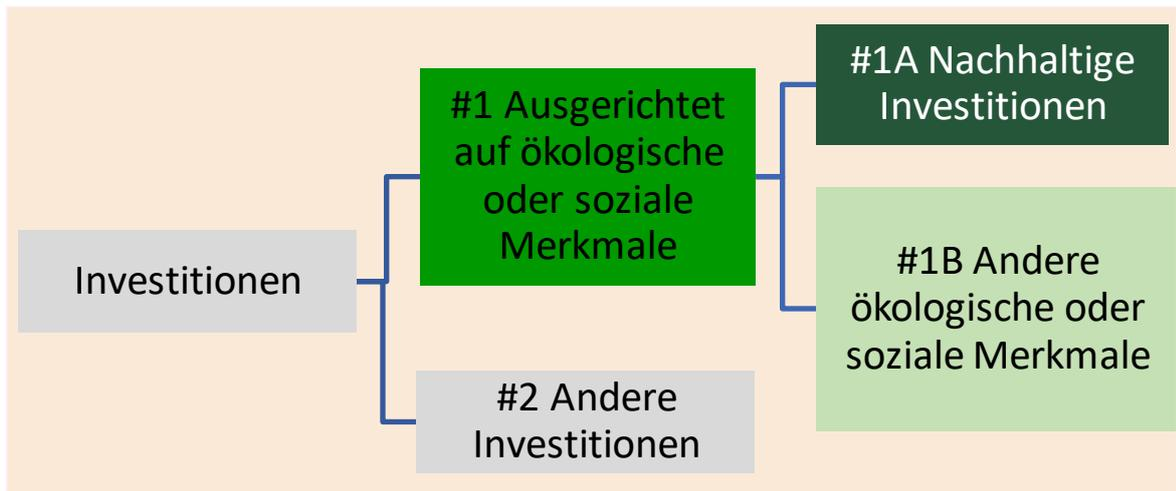 Investitionen
#1 Ausgerichtet
auf ökologische
oder soziale
Merkmale
#2 Andere
Investitionen
#1A Nachhaltige
Investitionen
#1B Andere
ökologische oder
soziale Merkmale